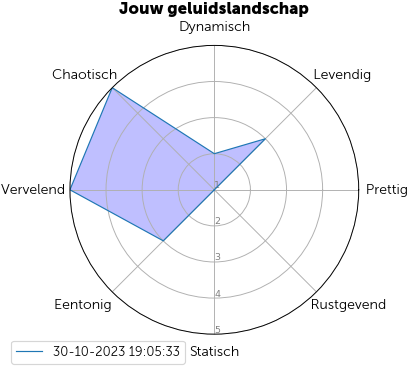 Jouw geluidslandschap
Dynamisch
Chaotisch
Levendig
Vervelend
1
Prettig
2
3
4
Eentonig
Rustgevend
5
30-10-2023 19:05:33
Statisch